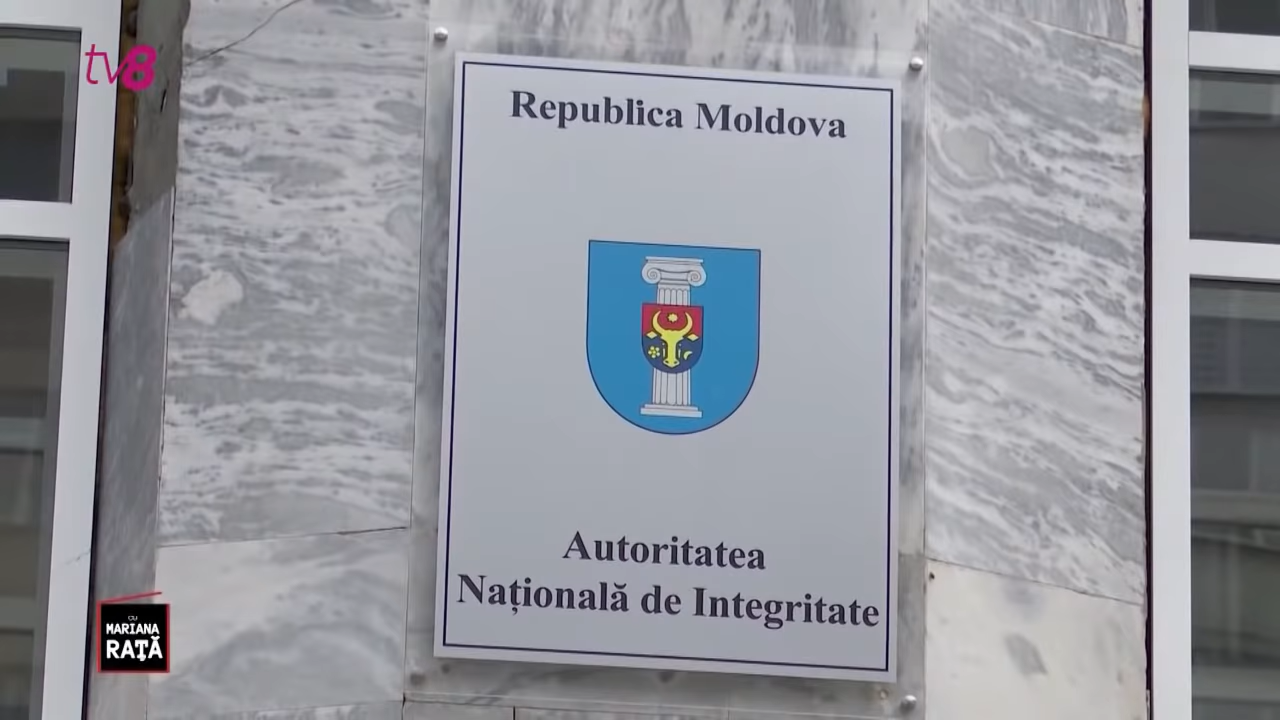 tv8
Republica Moldova
Autoritatea
Națională de Integritate
CU
MARIANA
RAȚĂ